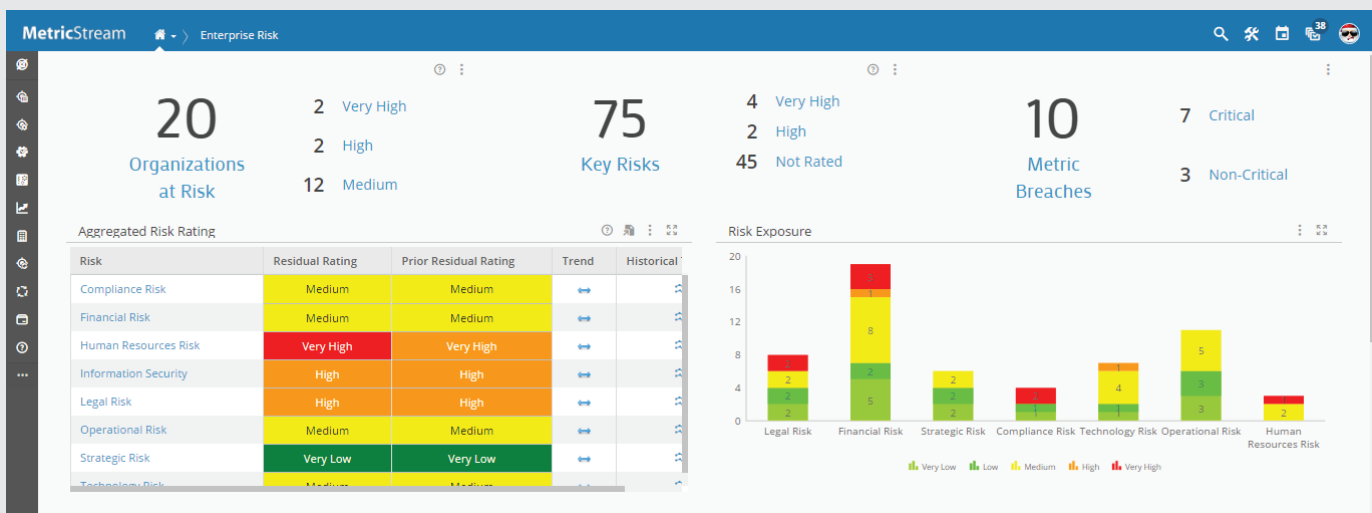 MetricStream Enterprise Risk 38
20 Organizations at Risk
2 Very High
2 High
12 Medium
75 Key Risks
4 Very High
2 High
45 Not Rated
10 Metric Breaches
7 Critical
3 Non-Critical
Aggregated Risk Rating
Risk Residual Rating Prior Residual Rating Trend Historical
Compliance Risk Medium Medium
Financial Risk Medium Medium
Human Resources Risk Very High Very High
Information Security High High
Legal Risk High High
Operational Risk Medium Medium
Strategic Risk Very Low Very Low
Technology Risk Medium Medium
Risk Exposure
20
16
12
8
4
0
2 2 2
5 2 8 1 3
2 2 2
1 1
1 4 1
3 3 5
2
Legal Risk Financial Risk Strategic Risk Compliance Risk Technology Risk Operational Risk Human
Resources Risk
Very Low Low Medium High Very High